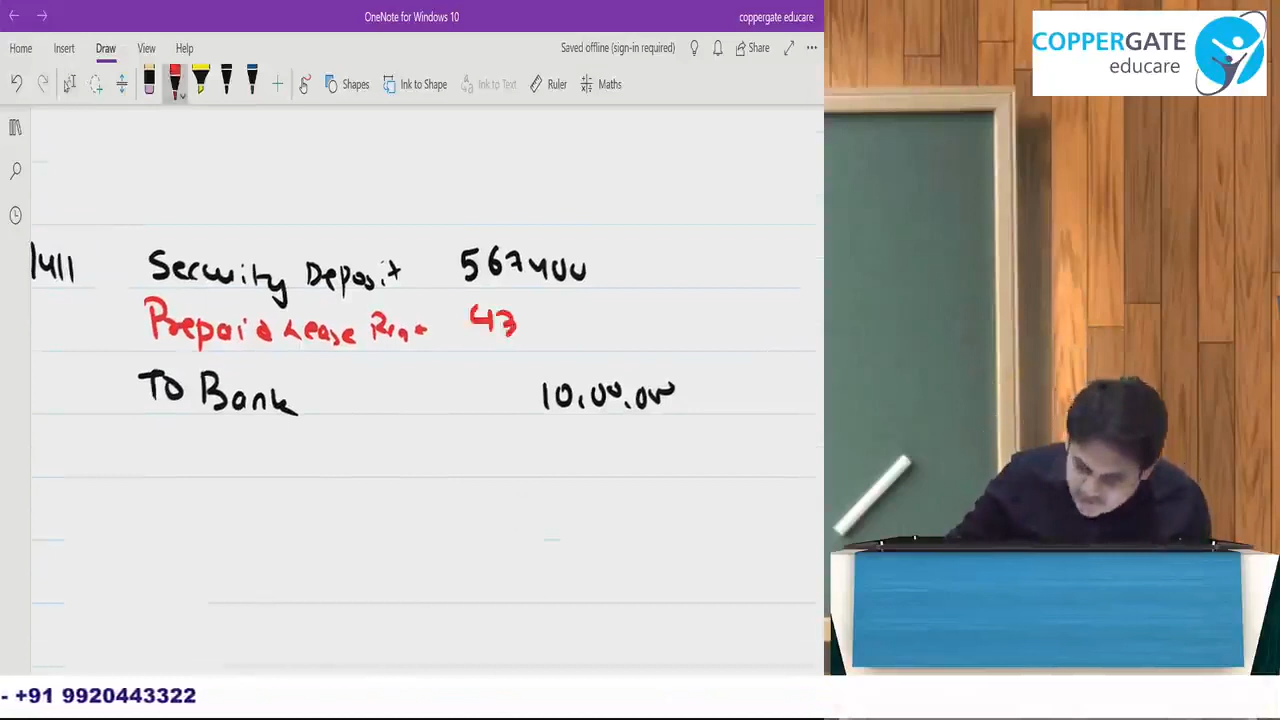 OneNote for Windows 10
coppergate educare
Home Insert Draw View Help
Saved offline (sign-in required)
Share
Shapes
Ink to Shape
Ink to Text
Ruler
Maths
COPPERGATE
educare
1411 Security Deposit 567400
Prepaid Lease Rent 43
To Bank 10,00,000
- +91 9920443322